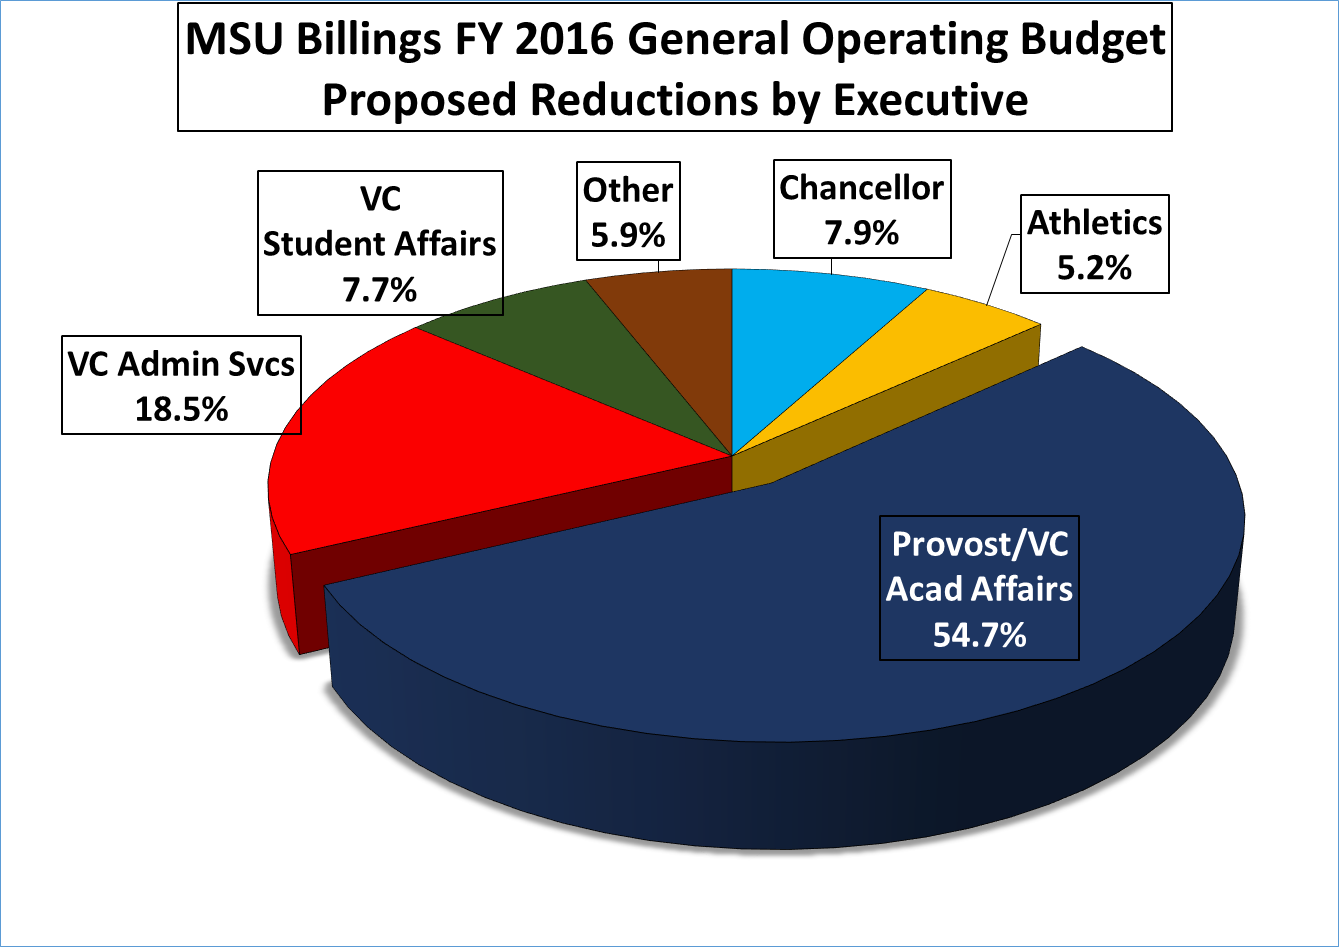 MSU Billings FY 2016 General Operating Budget
Proposed Reductions by Executive
VC
Student Affairs
7.7%
Other
5.9%
Chancellor
7.9%
Athletics
5.2%
VC Admin Svcs
18.5%
Provost/VC
Acad Affairs
54.7%